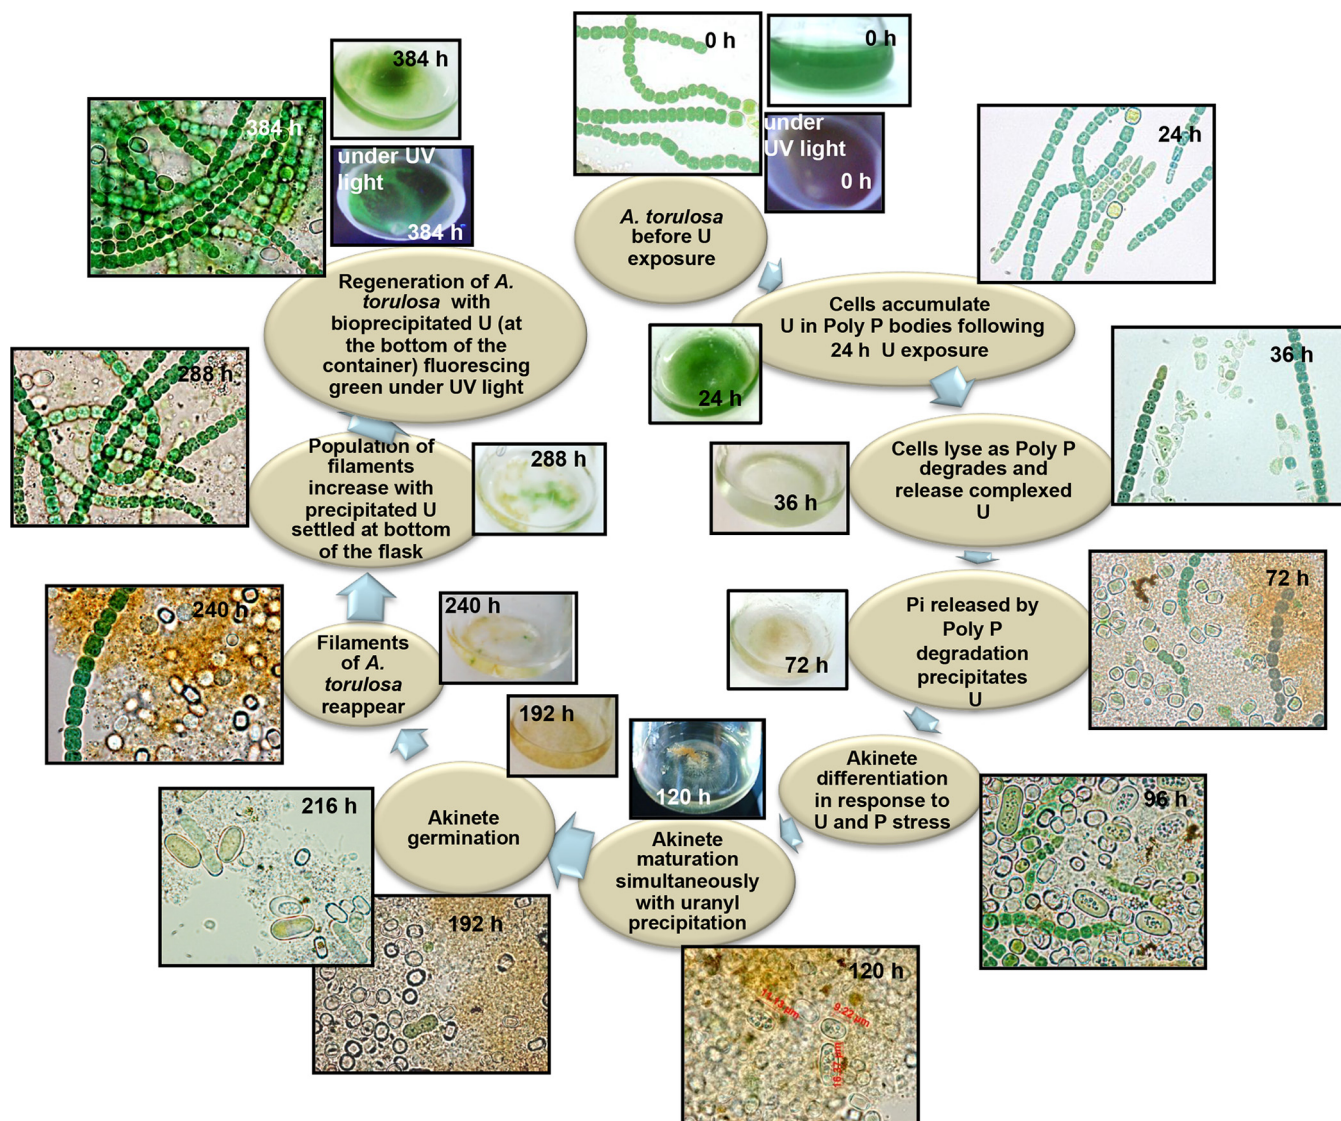 0 h
0 h
under
UV light
0 h
A. torulosa
before U
exposure
24 h
Cells accumulate
U in Poly P bodies following
24 h U exposure
24 h
36 h
Cells lyse as Poly P
degrades and
release complexed
U
36 h
72 h
Pi released by
Poly P
degradation
precipitates
U
72 h
Akinete
differentiation
in response to
U and P stress
96 h
120 h
Akinete
maturation
simultaneously
with uranyl
precipitation
120 h
9.22 µm
192 h
Akinete
germination
216 h
192 h
240 h
Filaments
of A.
torulosa
reappear
240 h
288 h
Population of
filaments
increase with
precipitated U
settled at bottom
of the flask
288 h
384 h
under UV
light
384 h
384 h
Regeneration of A.
torulosa with
bioprecipitated U (at
the bottom of the
container) fluorescing
green under UV light